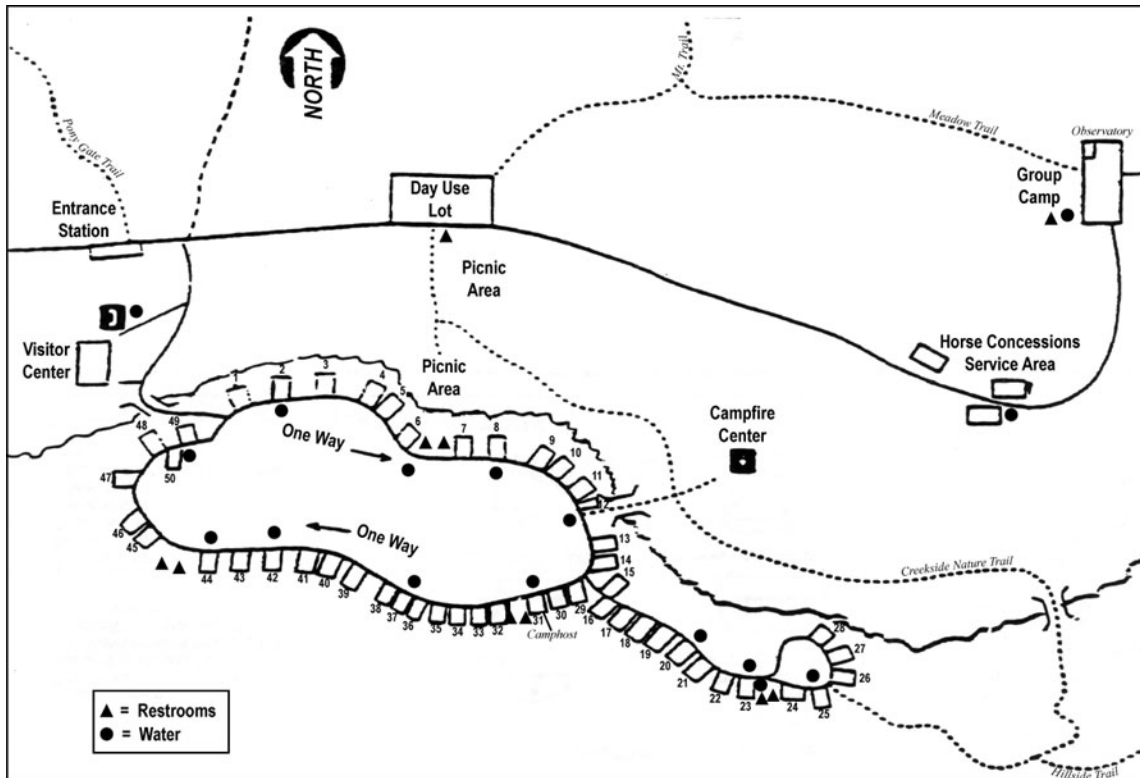 NORTH
Mt. Trail
Pony Gate Trail
Meadow Trail
Observatory
Group
Camp
Entrance
Station
Day Use
Lot
Picnic
Area
Visitor
Center
Picnic
Area
Horse Concessions
Service Area
Campfire
Center
One Way
One Way
1
2
3
4
5
6
7
8
9
10
11
12
13
14
15
16
17
18
19
20
21
22
23
24
25
26
27
28
29
30
31
Camphost
32
33
34
35
36
37
38
39
40
41
42
43
44
45
46
47
48
49
50
Creekside Nature Trail
Hillside Trail
▲ = Restrooms
● = Water